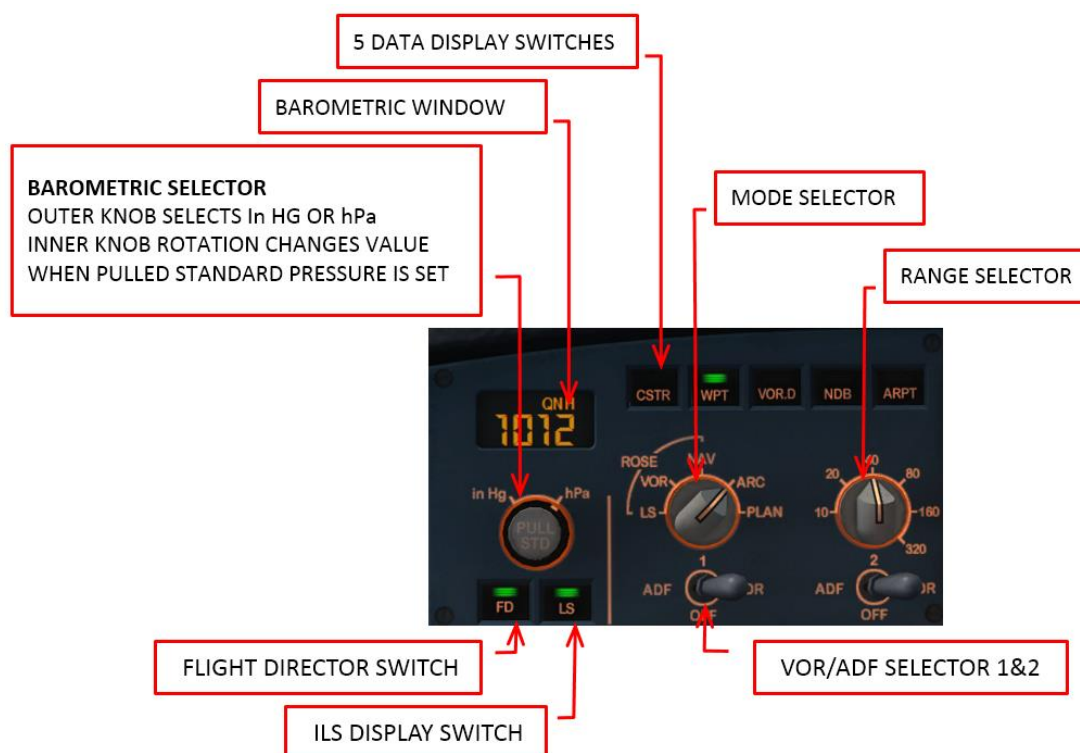 5 DATA DISPLAY SWITCHES
BAROMETRIC WINDOW
BAROMETRIC SELECTOR
OUTER KNOB SELECTS In HG OR hPa
INNER KNOB ROTATION CHANGES VALUE
WHEN PULLED STANDARD PRESSURE IS SET
MODE SELECTOR
RANGE SELECTOR
QNH
1012
CSTR WPT VOR.D NDB ARPT
in Hg hPa
PULL
STD
ROSE NAV
VOR ARC
LS PLAN
20 40 80
10 160
320
1 2
ADF
OFF
ADF
OFF
FD LS
FLIGHT DIRECTOR SWITCH
VOR/ADF SELECTOR 1&2
ILS DISPLAY SWITCH